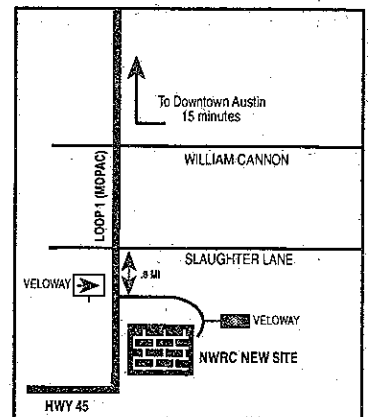 To Downtown Austin
15 minutes
LOOP 1 (MOPAC)
WILLIAM CANNON
SLAUGHTER LANE
.8 MI
VELOWAY
VELOWAY
NWRC NEW SITE
HWY 45